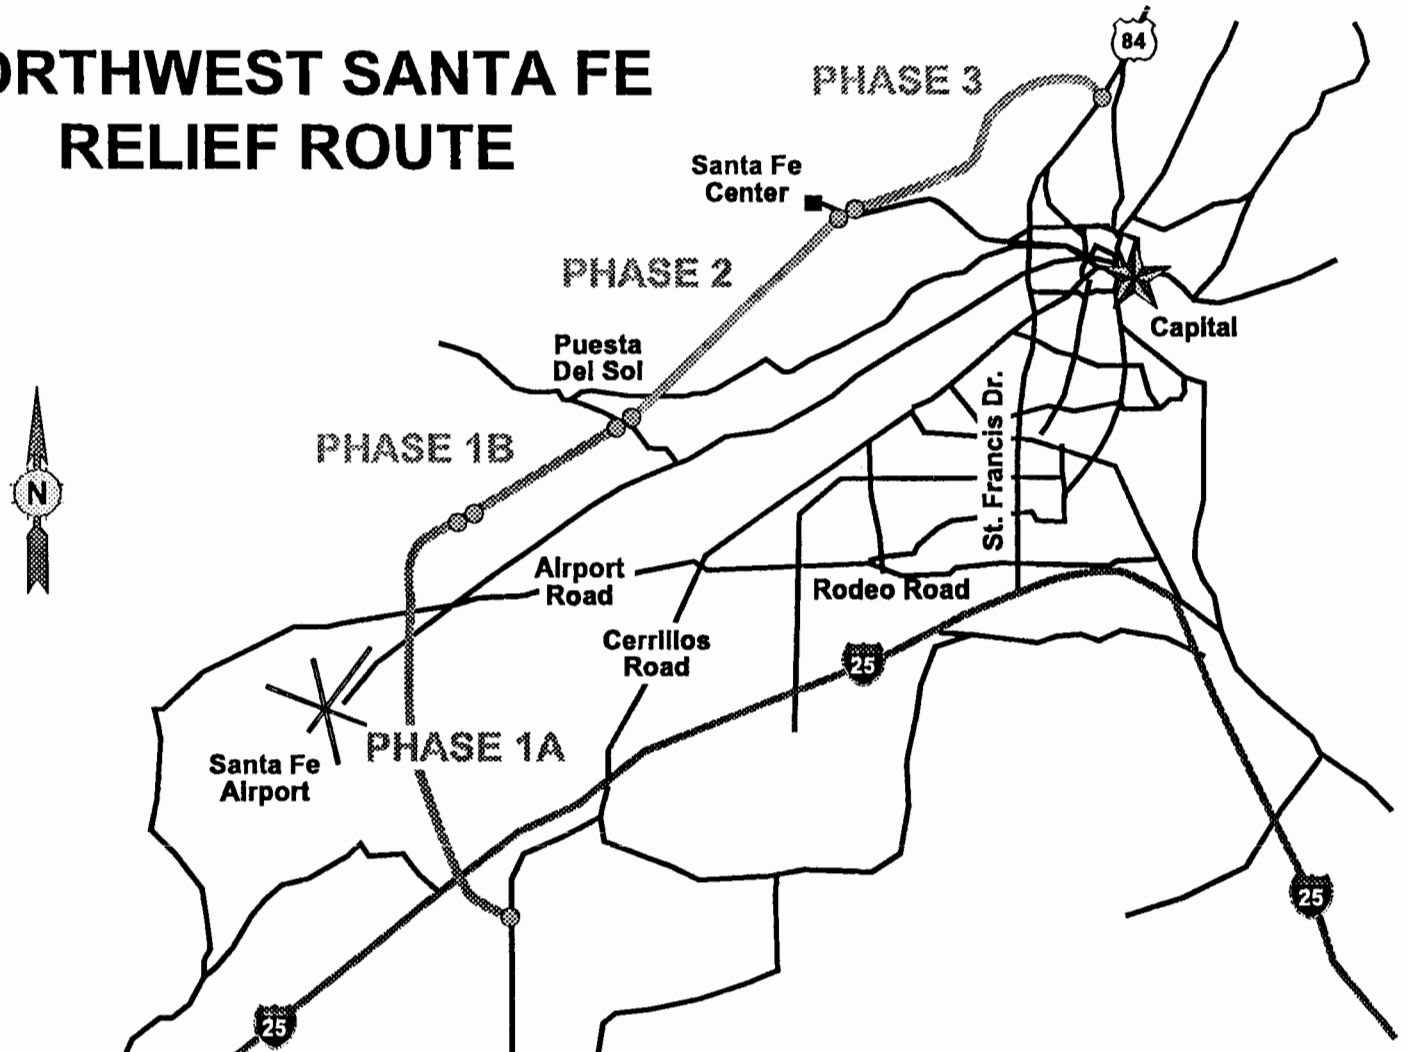 ORTHWEST SANTA FE
RELIEF ROUTE
84
PHASE 3
Santa Fe
Center
PHASE 2
Capital
Puesta
Del Sol
St. Francis Dr.
PHASE 1B
N
Airport
Road
Rodeo Road
Cerrillos
Road
25
PHASE 1A
Santa Fe
Airport
25
25